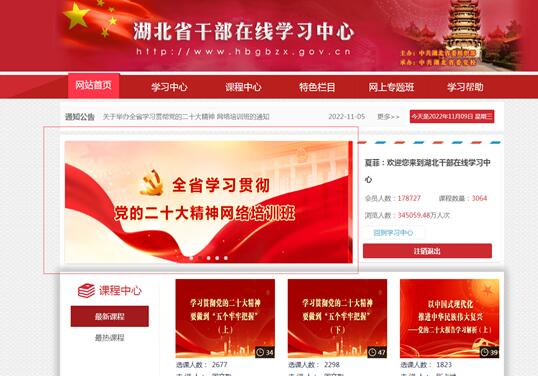 湖北省干部在线学习中心
http://www.hbgbzx.gov.cn
主办：中共湖北省委组织部
承办：中共湖北省委党校
网站首页 学习中心 课程中心 特色栏目 网上专题班 学习帮助
通知公告 关于举办全省学习贯彻党的二十大精神 网络培训班的通知 2022-11-05 更多>> 今天是2022年11月09日 星期三
全省学习贯彻
党的二十大精神网络培训班
夏菲：欢迎您来到湖北干部在线学习中
心
会员人数：178727 课程数量：3064
浏览人数：345059.48万人次
回到学习中心
注销退出
课程中心
最新课程
最热课程
学习贯彻党的二十大精神
要做到“五个牢牢把握”
（上）
34
选课人数： 2677
学习贯彻党的二十大精神
要做到“五个牢牢把握”
（下）
47
选课人数： 2298
以中国式现代化
推进中华民族伟大复兴
——党的二十大报告学习解析（上）
39
选课人数： 1823